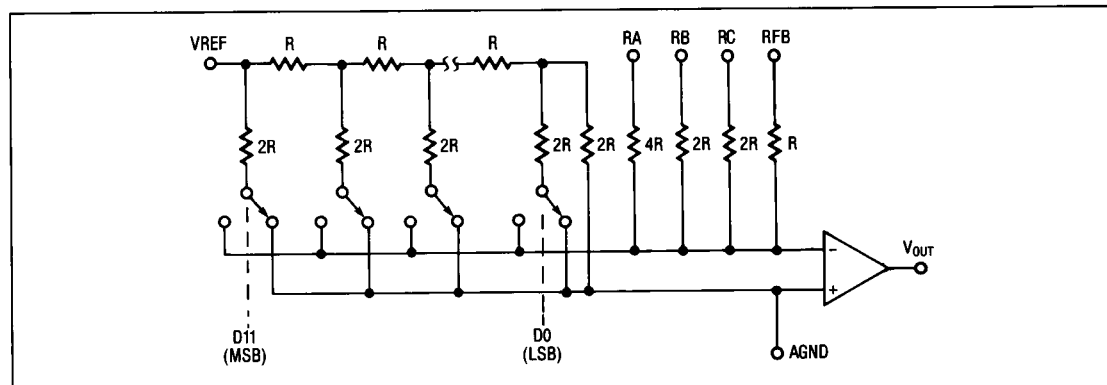 VREF R R R RA RB RC RFB
2R 2R 2R 2R 2R 4R 2R 2R R
- VOUT
+
D11 D0 AGND
(MSB) (LSB)